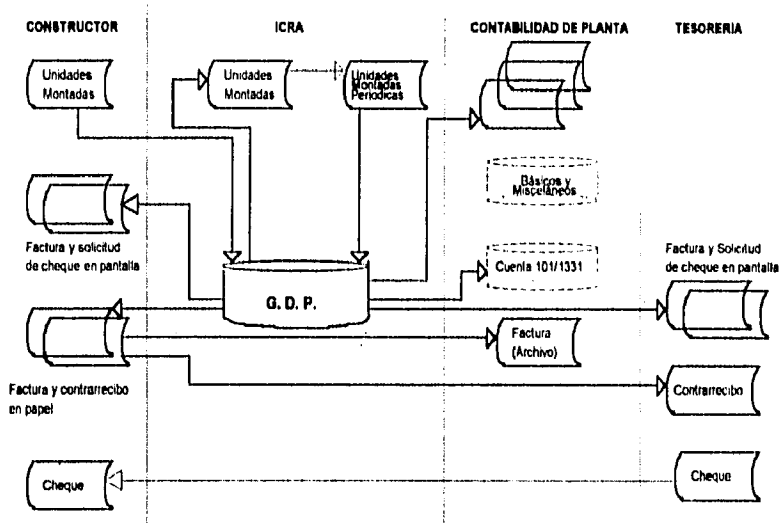 CONSTRUCTOR
ICRA
CONTABILIDAD DE PLANTA
TESORERIA
Unidades
Montadas
Unidades
Montadas
Unidades
Montadas
Periódicas
Básicos y
Misceláneos
Factura y solicitud
de cheque en pantalla
G. D. P.
Cuenta 101/1331
Factura y Solicitud
de cheque en pantalla
Factura
(Archivo)
Factura y contrarrecibo
en papel
Contrarrecibo
Cheque
Cheque